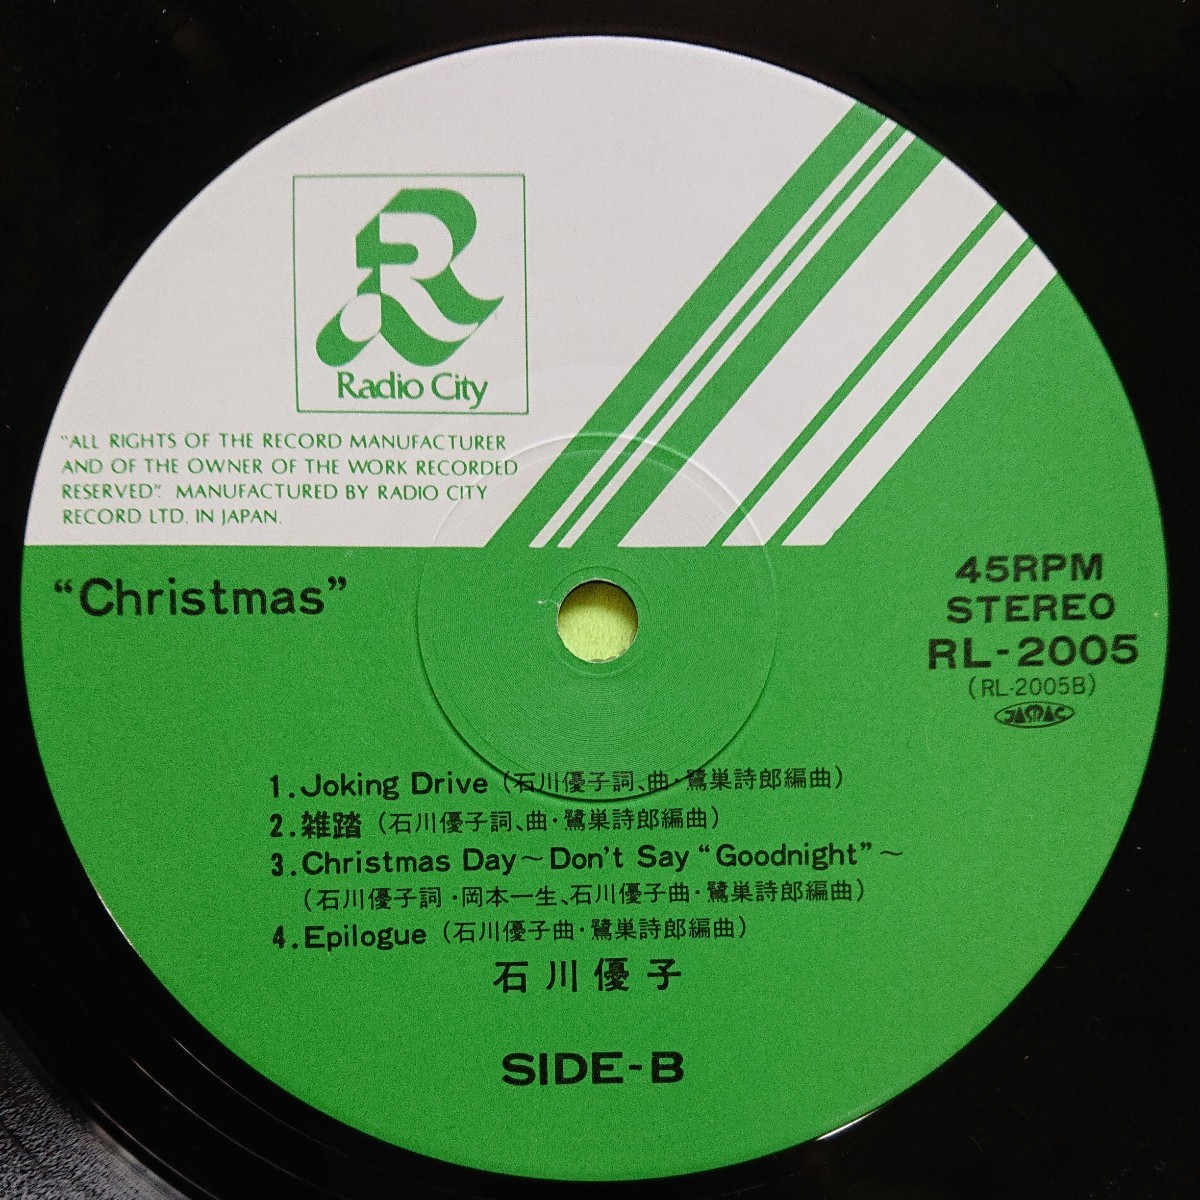 R
Radio City
"ALL RIGHTS OF THE RECORD MANUFACTURER
AND OF THE OWNER OF THE WORK RECORDED
RESERVED". MANUFACTURED BY RADIO CITY
RECORD LTD. IN JAPAN.
“Christmas”
45RPM
STEREO
RL-2005
(RL-2005B)
JASRAC
1.Joking Drive(石川優子詞、曲・鷺巣詩郎編曲)
2.雑踏(石川優子詞、曲・鷺巣詩郎編曲)
3.Christmas Day~Don't Say “Goodnight”~
(石川優子詞・岡本一生、石川優子曲・鷺巣詩郎編曲)
4.Epilogue(石川優子曲・鷺巣詩郎編曲)
石川優子
SIDE-B